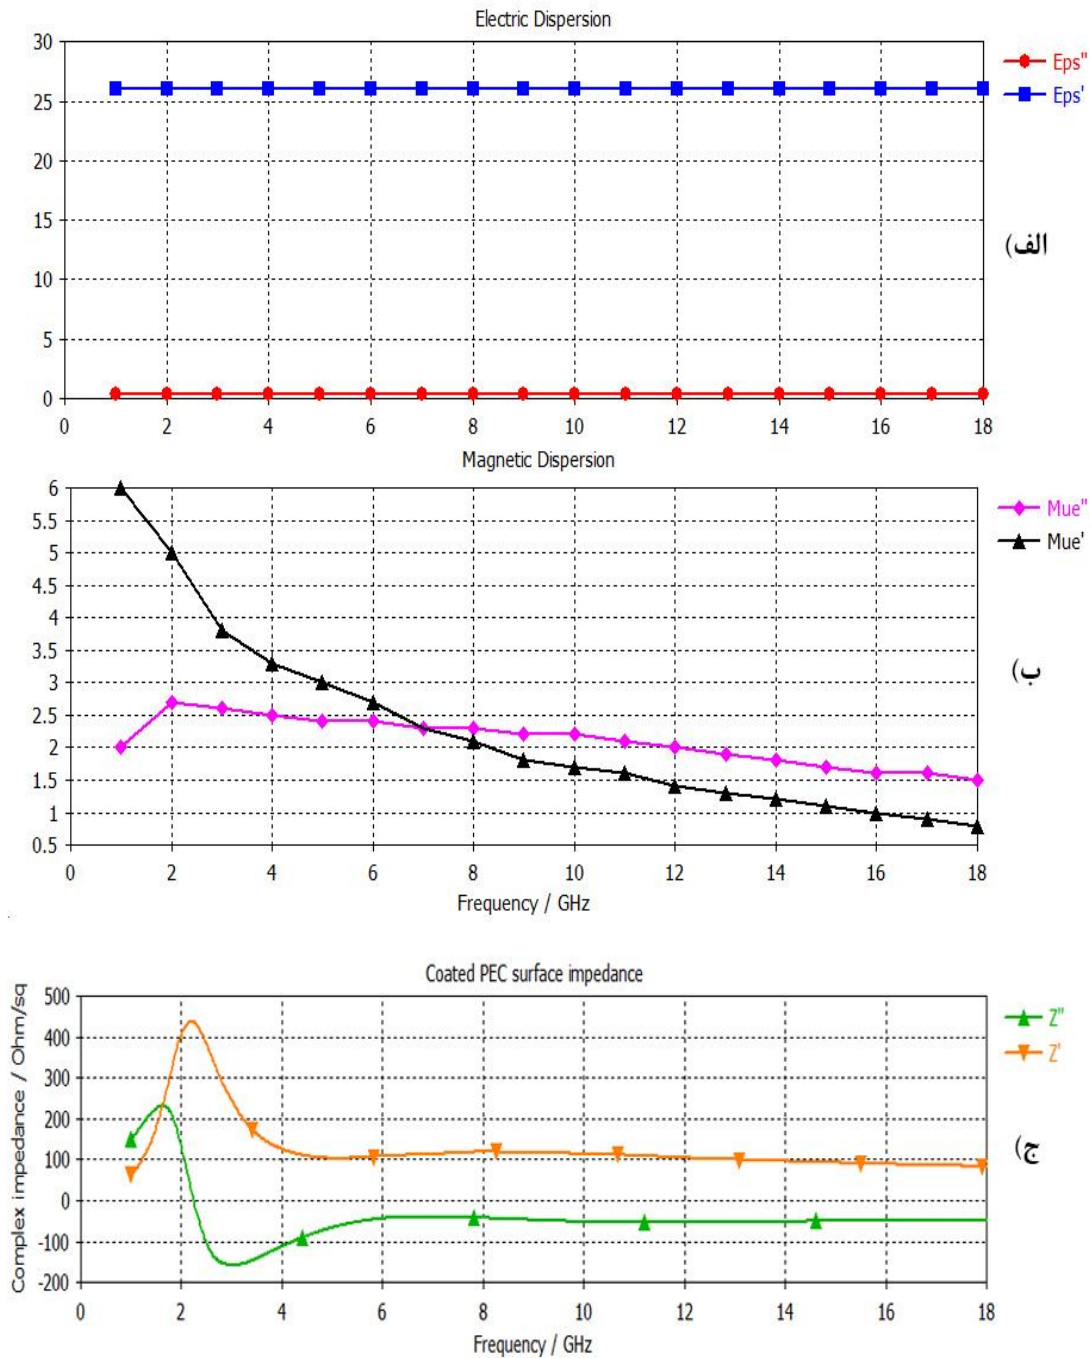 Electric Dispersion
30
25
20
15
10
5
0
0 2 4 6 8 10 12 14 16 18
Eps"
Eps'
الف)
Magnetic Dispersion
6
5.5
5
4.5
4
3.5
3
2.5
2
1.5
1
0.5
0 2 4 6 8 10 12 14 16 18
Frequency / GHz
Mue"
Mue'
ب)
Coated PEC surface impedance
Complex impedance / Ohm/sq
500
400
300
200
100
0
-100
-200
0 2 4 6 8 10 12 14 16 18
Frequency / GHz
Z"
Z'
ج)